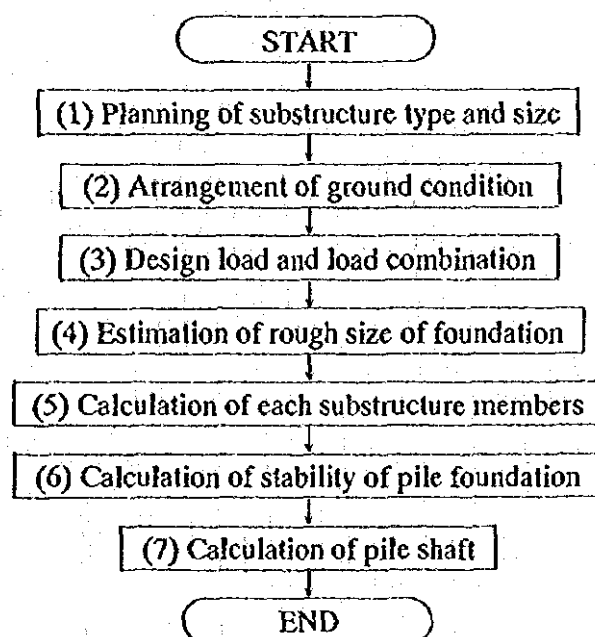 START
(1) Planning of substructure type and size
(2) Arrangement of ground condition
(3) Design load and load combination
(4) Estimation of rough size of foundation
(5) Calculation of each substructure members
(6) Calculation of stability of pile foundation
(7) Calculation of pile shaft
END